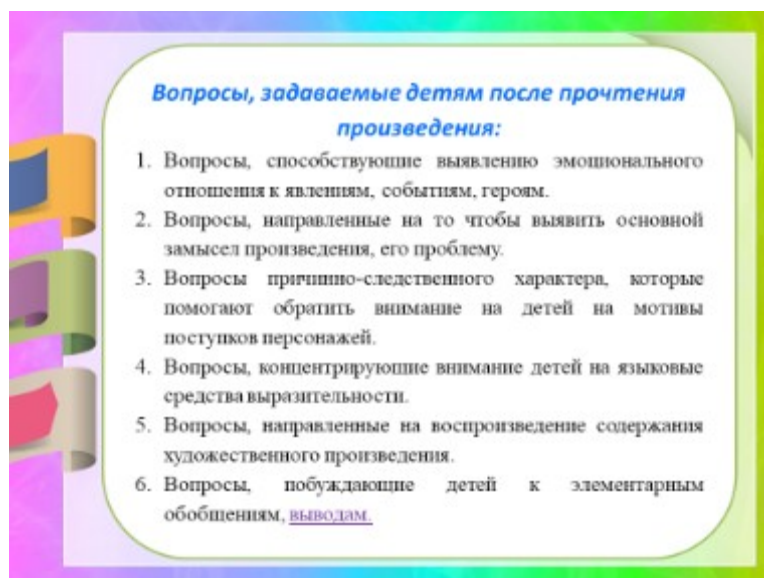 Вопросы, задаваемые детям после прочтения
произведения:
1. Вопросы, способствующие выявлению эмоционального
отношения к явлениям, событиям, героям.
2. Вопросы, направленные на то чтобы выявить основной
замысел произведения, его проблему.
3. Вопросы причинно-следственного характера, которые
помогают обратить внимание на детей на мотивы
поступков персонажей.
4. Вопросы, концентрирующие внимание детей на языковые
средства выразительности.
5. Вопросы, направленные на воспроизведение содержания
художественного произведения.
6. Вопросы, побуждающие детей к элементарным
обобщениям, выводам.